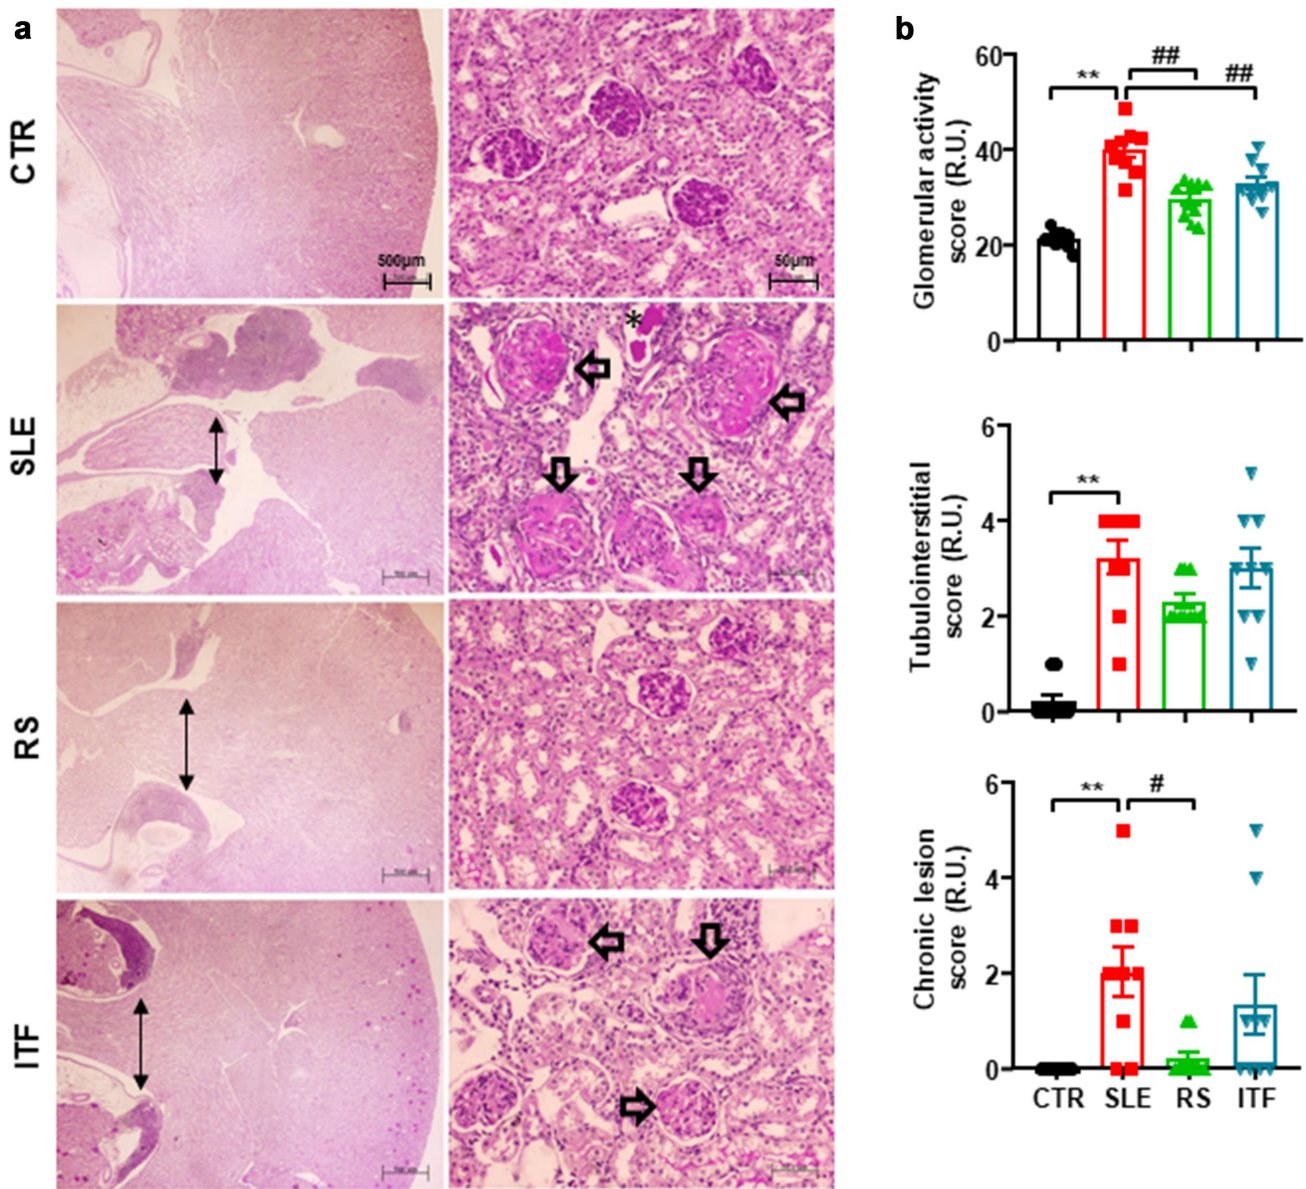 a
CTR
500µm
50µm
SLE
*
RS
ITF
b
Glomerular activity
score (R.U.)
60
40
20
0
**
##
##
Tubulointerstitial
score (R.U.)
6
4
2
0
**
Chronic lesion
score (R.U.)
6
4
2
0
**
#
CTR SLE RS ITF